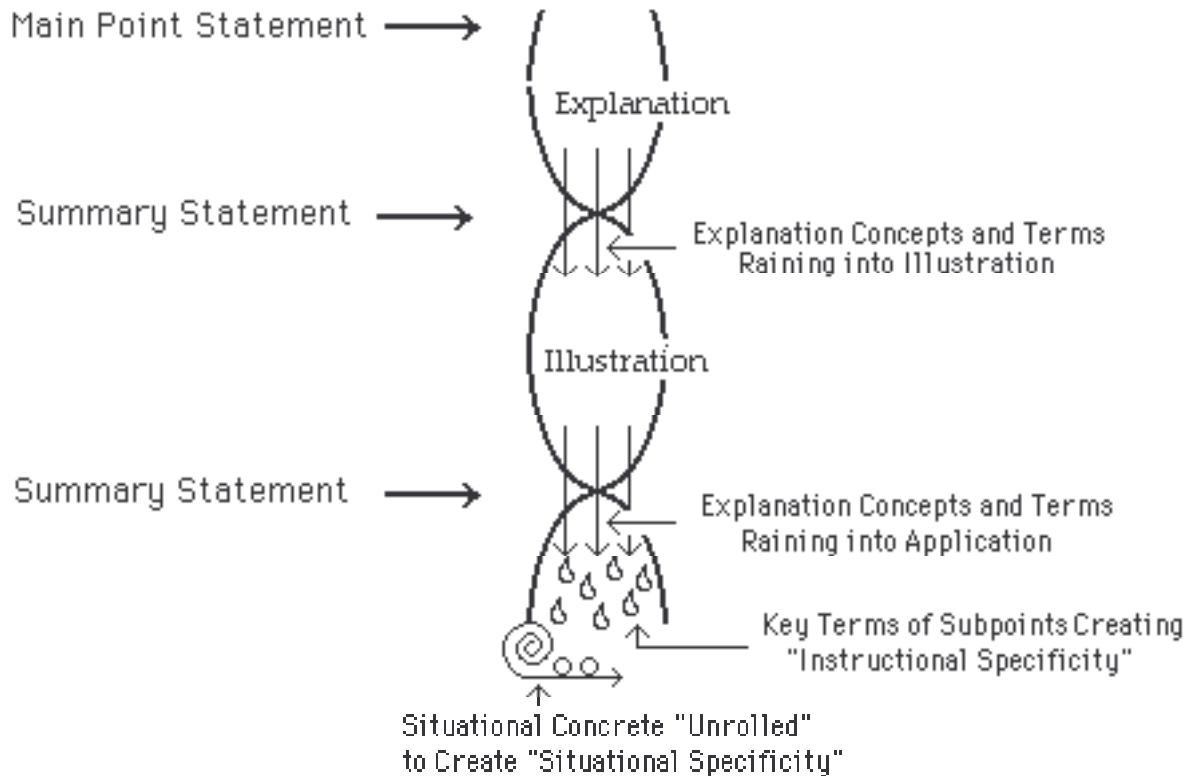 Main Point Statement
Explanation
Summary Statement
Explanation Concepts and Terms
Raining into Illustration
Illustration
Summary Statement
Explanation Concepts and Terms
Raining into Application
Key Terms of Subpoints Creating
"Instructional Specificity"
Situational Concrete "Unrolled"
to Create "Situational Specificity"